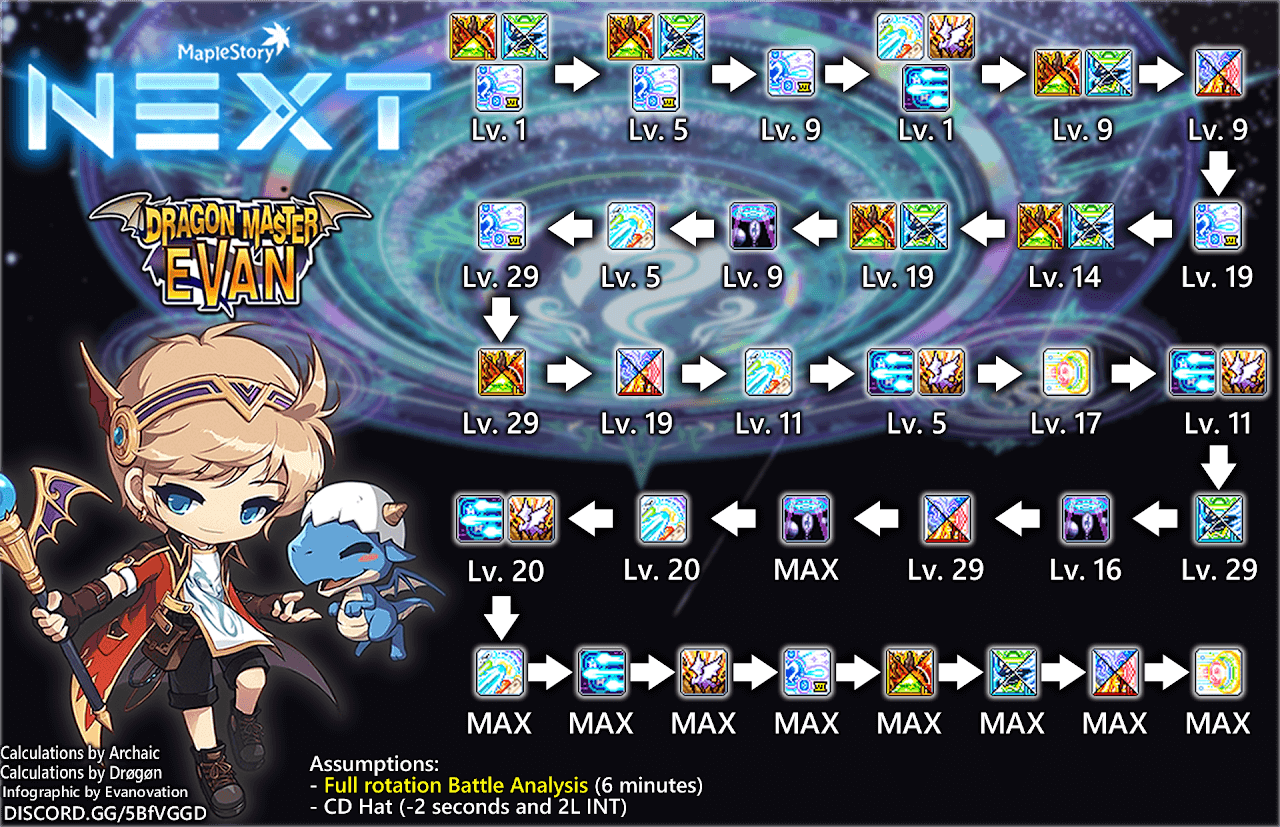 MapleStory
NEXT
DRAGON MASTER
EVAN
Lv. 1
Lv. 5
Lv. 9
Lv. 1
Lv. 9
Lv. 9
Lv. 29
Lv. 5
Lv. 9
Lv. 19
Lv. 14
Lv. 19
Lv. 29
Lv. 19
Lv. 11
Lv. 5
Lv. 17
Lv. 11
Lv. 20
Lv. 20
MAX
Lv. 29
Lv. 16
Lv. 29
MAX
MAX
MAX
MAX
MAX
MAX
MAX
MAX
Calculations by Archaic
Calculations by Drøgøn
Infographic by Evanovation
DISCORD.GG/5BfVGGD
Assumptions:
- Full rotation Battle Analysis (6 minutes)
- CD Hat (-2 seconds and 2L INT)